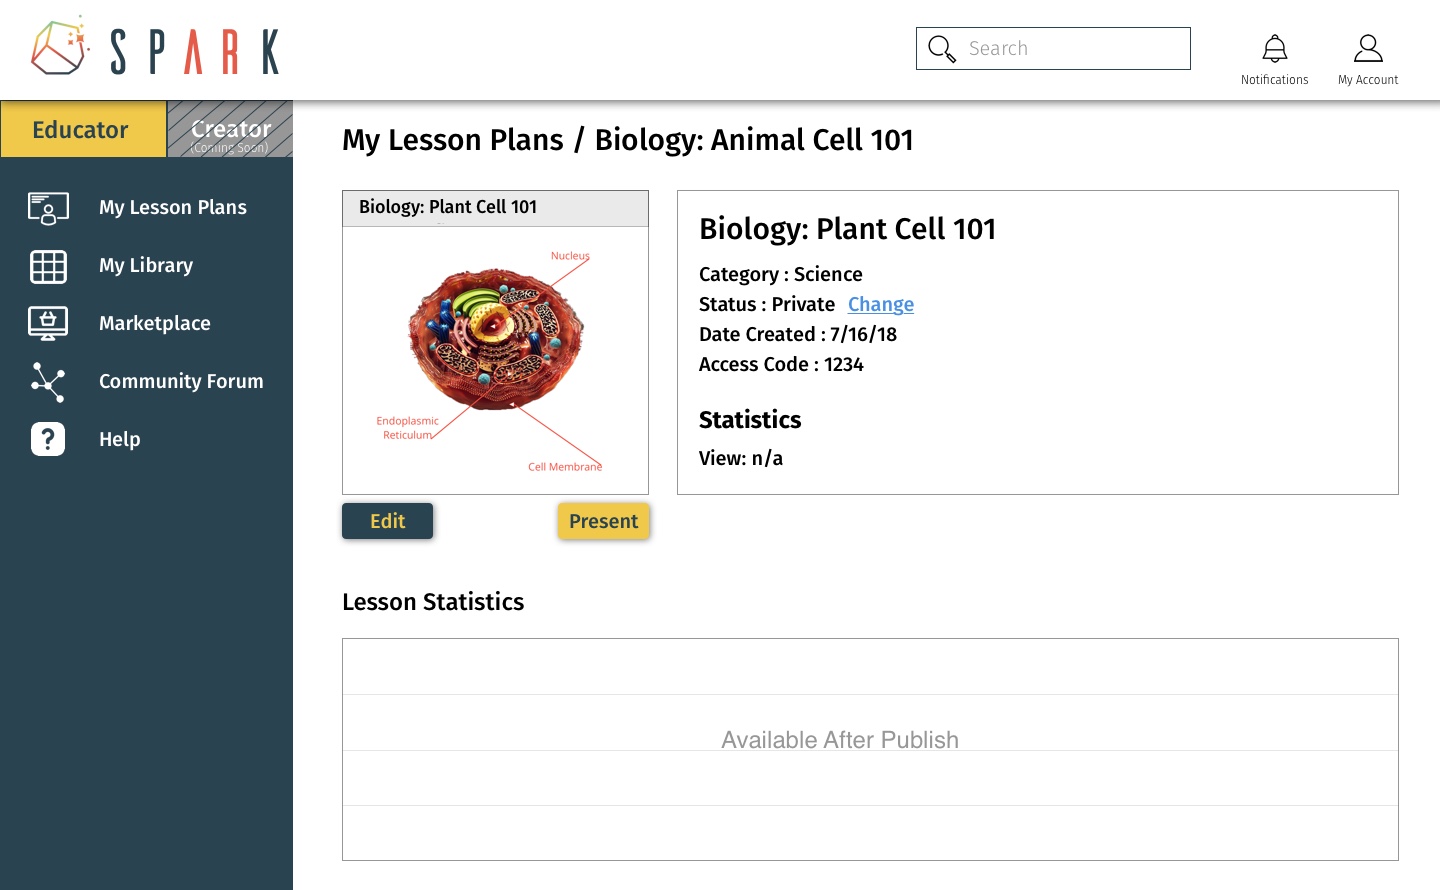 SPARK
Search
Notifications
My Account
Educator
Creator
(Coming Soon)
My Lesson Plans
My Library
Marketplace
Community Forum
Help
My Lesson Plans / Biology: Animal Cell 101
Biology: Plant Cell 101
Nucleus
Endoplasmic
Reticulum
Cell Membrane
Edit
Present
Biology: Plant Cell 101
Category : Science
Status : Private Change
Date Created : 7/16/18
Access Code : 1234
Statistics
View: n/a
Lesson Statistics
Available After Publish